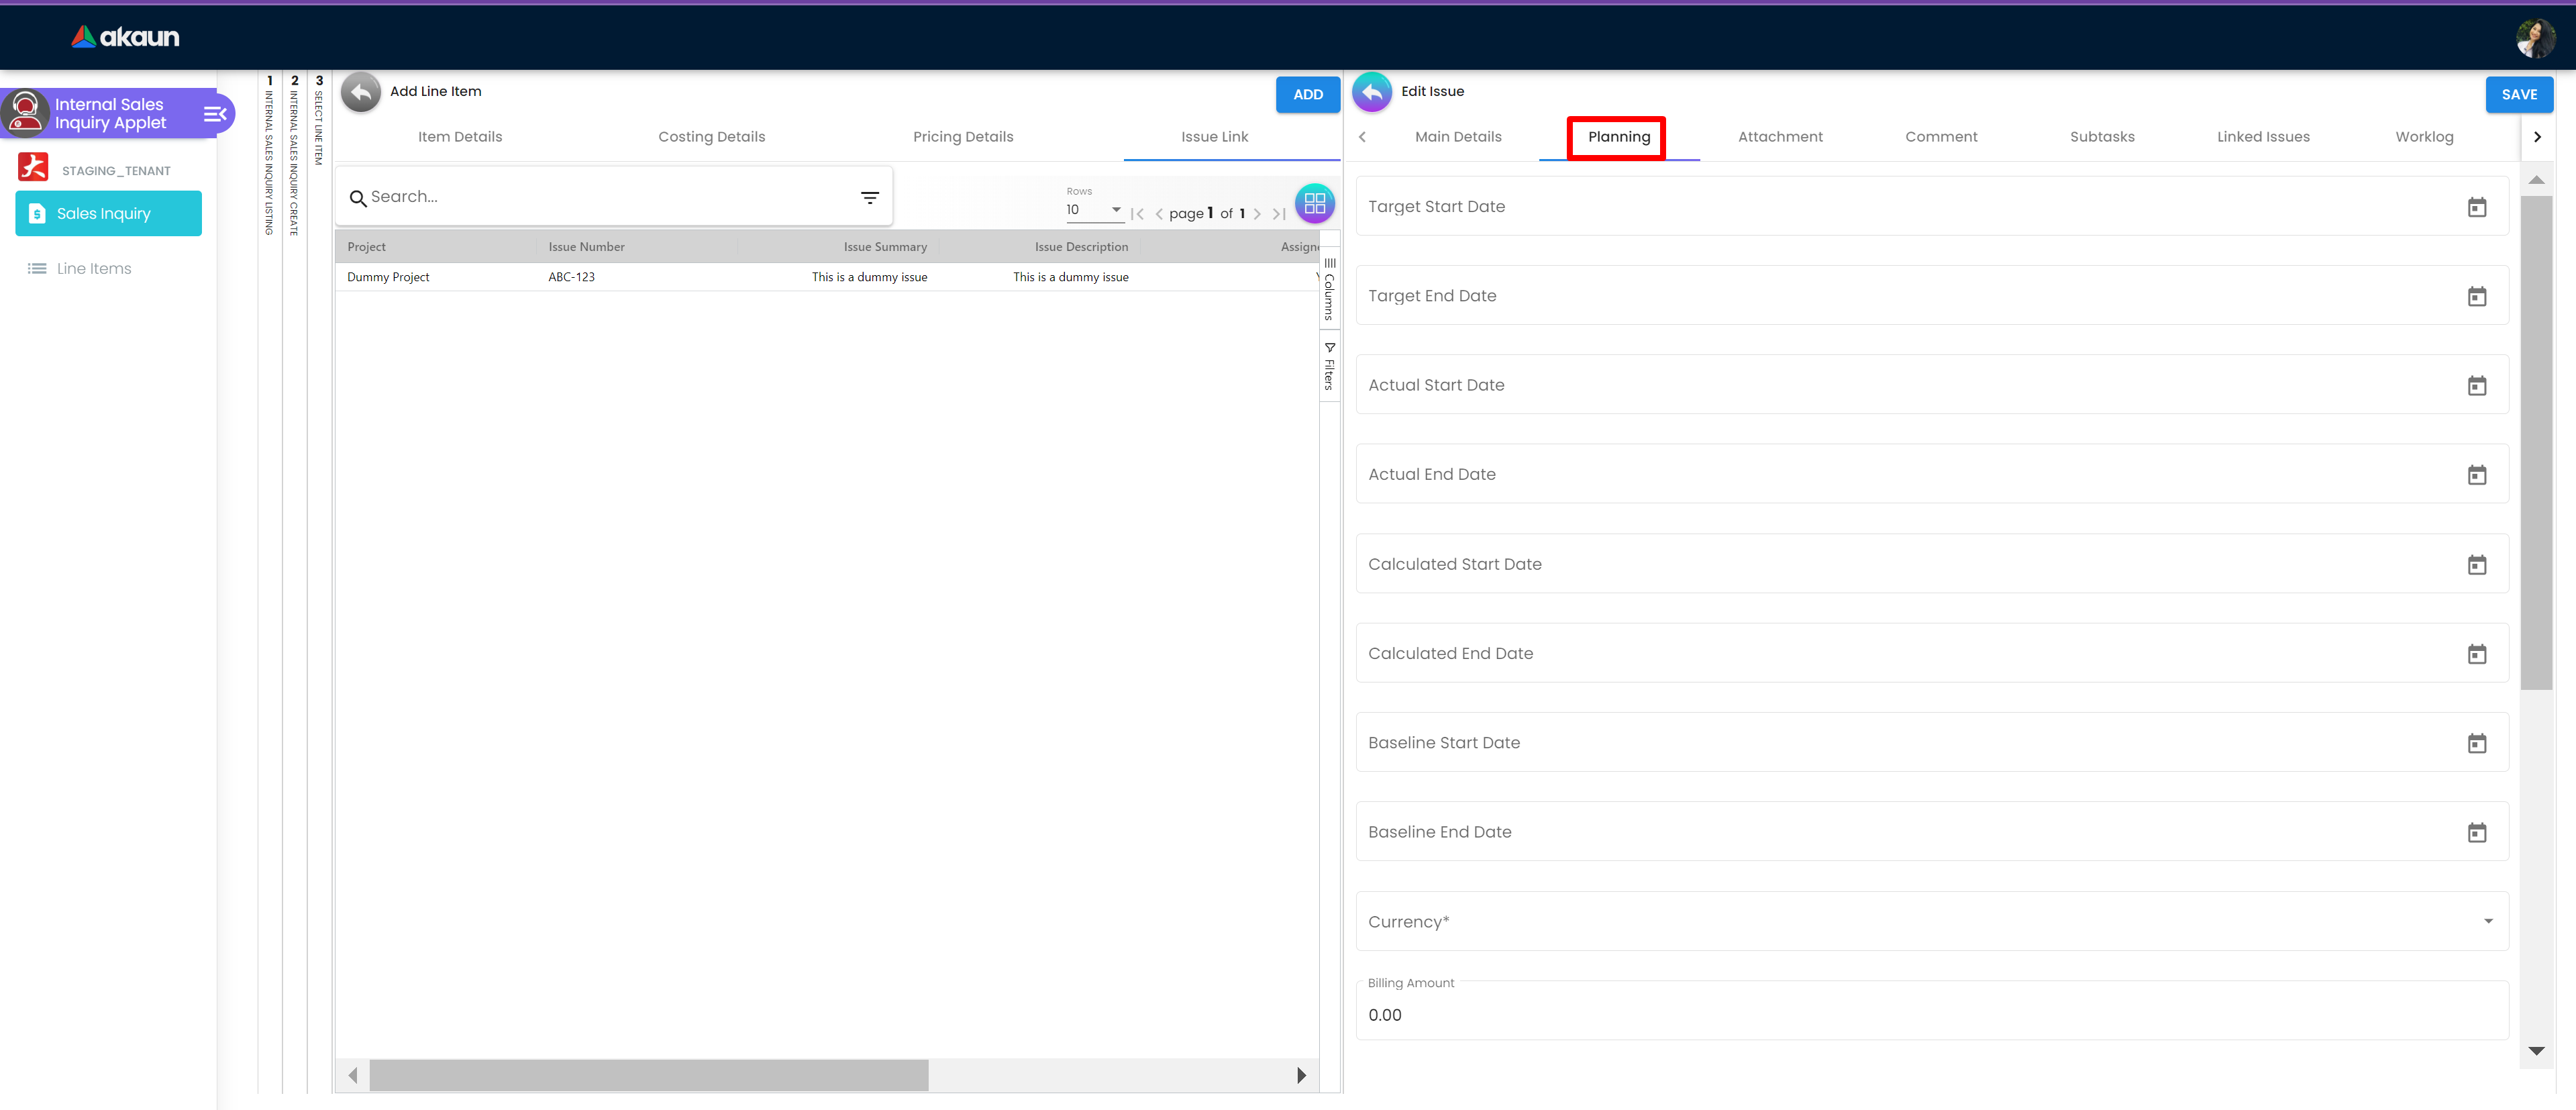 akaun
Internal Sales
Inquiry Applet
STAGING_TENANT
Sales Inquiry
Line Items
1 INTERNAL SALES INQUIRY LISTING
2 INTERNAL SALES INQUIRY CREATE
3 SELECT LINE ITEM
Add Line Item
ADD
Item Details Costing Details Pricing Details Issue Link
Search...
Rows
10 page 1 of 1
Project Issue Number Issue Summary Issue Description Assign
Dummy Project ABC-123 This is a dummy issue This is a dummy issue
Columns
Filters
Edit Issue
SAVE
Main Details Planning Attachment Comment Subtasks Linked Issues Worklog
Target Start Date
Target End Date
Actual Start Date
Actual End Date
Calculated Start Date
Calculated End Date
Baseline Start Date
Baseline End Date
Currency*
Billing Amount
0.00